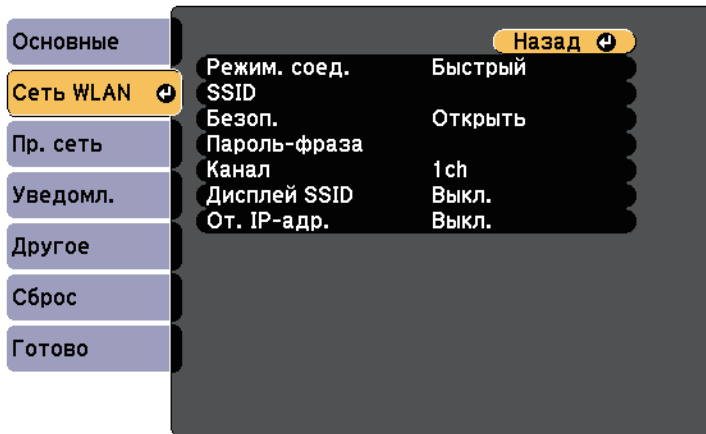 Основные
Сеть WLAN
Пр. сеть
Уведомл.
Другое
Сброс
Готово
Назад
Режим. соед. Быстрый
SSID
Безоп. Открыть
Пароль-фраза
Канал 1ch
Дисплей SSID Выкл.
От. IP-адр. Выкл.